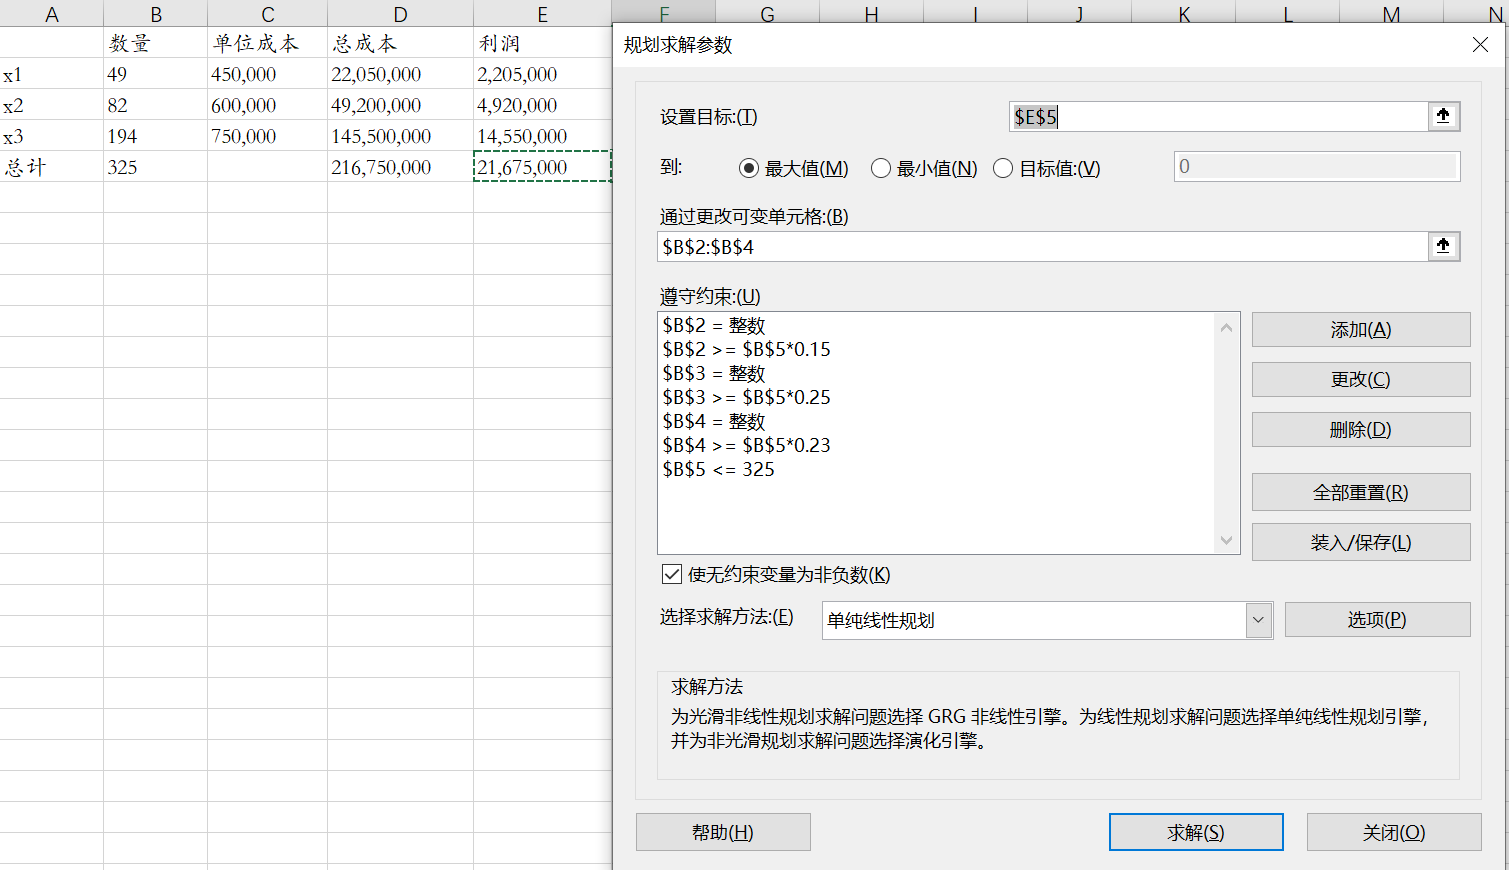 A B C D E F G H I J K L M N
数量 单位成本 总成本 利润
x1 49 450,000 22,050,000 2,205,000
x2 82 600,000 49,200,000 4,920,000
x3 194 750,000 145,500,000 14,550,000
总计 325 216,750,000 21,675,000
规划求解参数
设置目标:(T) $E$5
到: 最大值(M) 最小值(N) 目标值:(V) 0
通过更改可变单元格:(B)
$B$2:$B$4
遵守约束:(U)
$B$2 = 整数
$B$2 >= $B$5*0.15
$B$3 = 整数
$B$3 >= $B$5*0.25
$B$4 = 整数
$B$4 >= $B$5*0.23
$B$5 <= 325
添加(A)
更改(C)
删除(D)
全部重置(R)
装入/保存(L)
使无约束变量为非负数(K)
选择求解方法:(E) 单纯线性规划 选项(P)
求解方法
为光滑非线性规划求解问题选择 GRG 非线性引擎。为线性规划求解问题选择单纯线性规划引擎，
并为非光滑规划求解问题选择演化引擎。
帮助(H) 求解(S) 关闭(O)